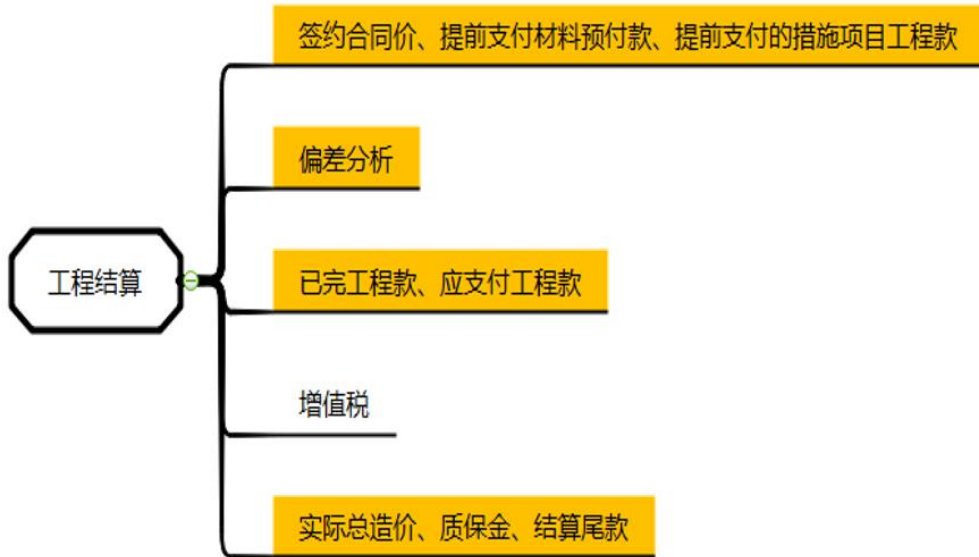 签约合同价、提前支付材料预付款、提前支付的措施项目工程款
偏差分析
工程结算
已完工程款、应支付工程款
增值税
实际总造价、质保金、结算尾款